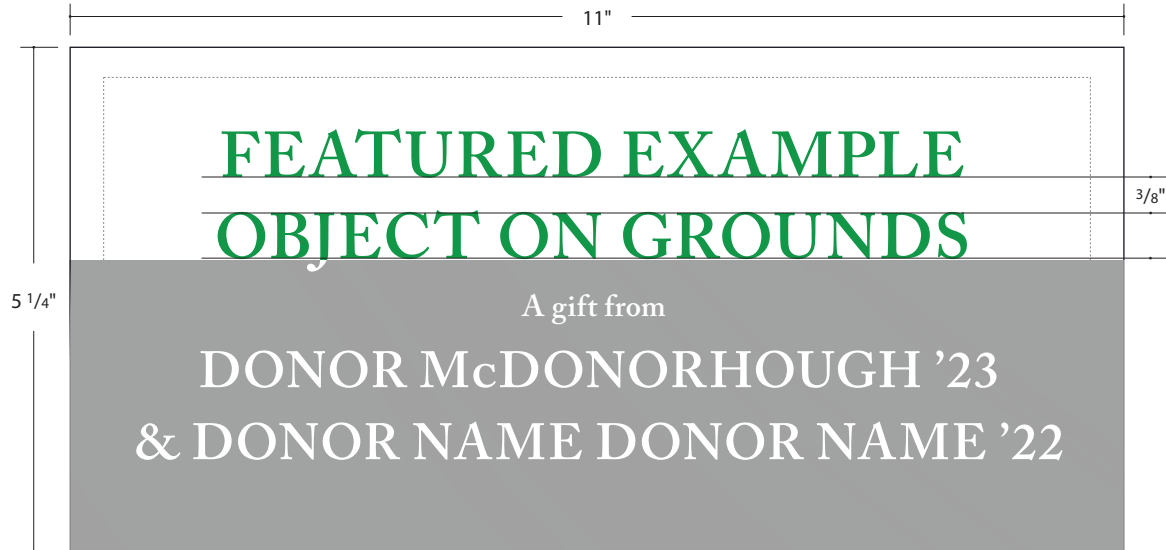 11"
FEATURED EXAMPLE
3/8"
OBJECT ON GROUNDS
5 1/4"
A gift from
DONOR McDONORHOUGH ’23
& DONOR NAME DONOR NAME ’22